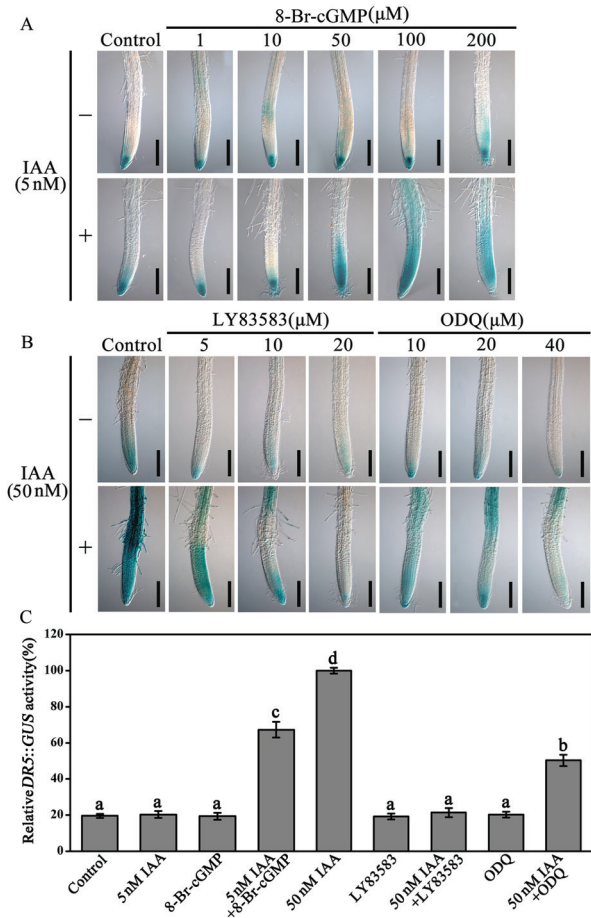 A
8-Br-cGMP(μM)
Control 1 10 50 100 200
−
IAA
(5 nM)
+
B
LY83583(μM) ODQ(μM)
Control 5 10 20 10 20 40
−
IAA
(50 nM)
+
C
Relative DR5::GUS activity(%)
120
100
80
60
40
20
0
a a a c d a a a b
Control
5nM IAA
8-Br-cGMP
5nM IAA
+8-Br-cGMP
50 nM IAA
LY83583
50 nM IAA
+LY83583
ODQ
50 nM IAA
+ODQ